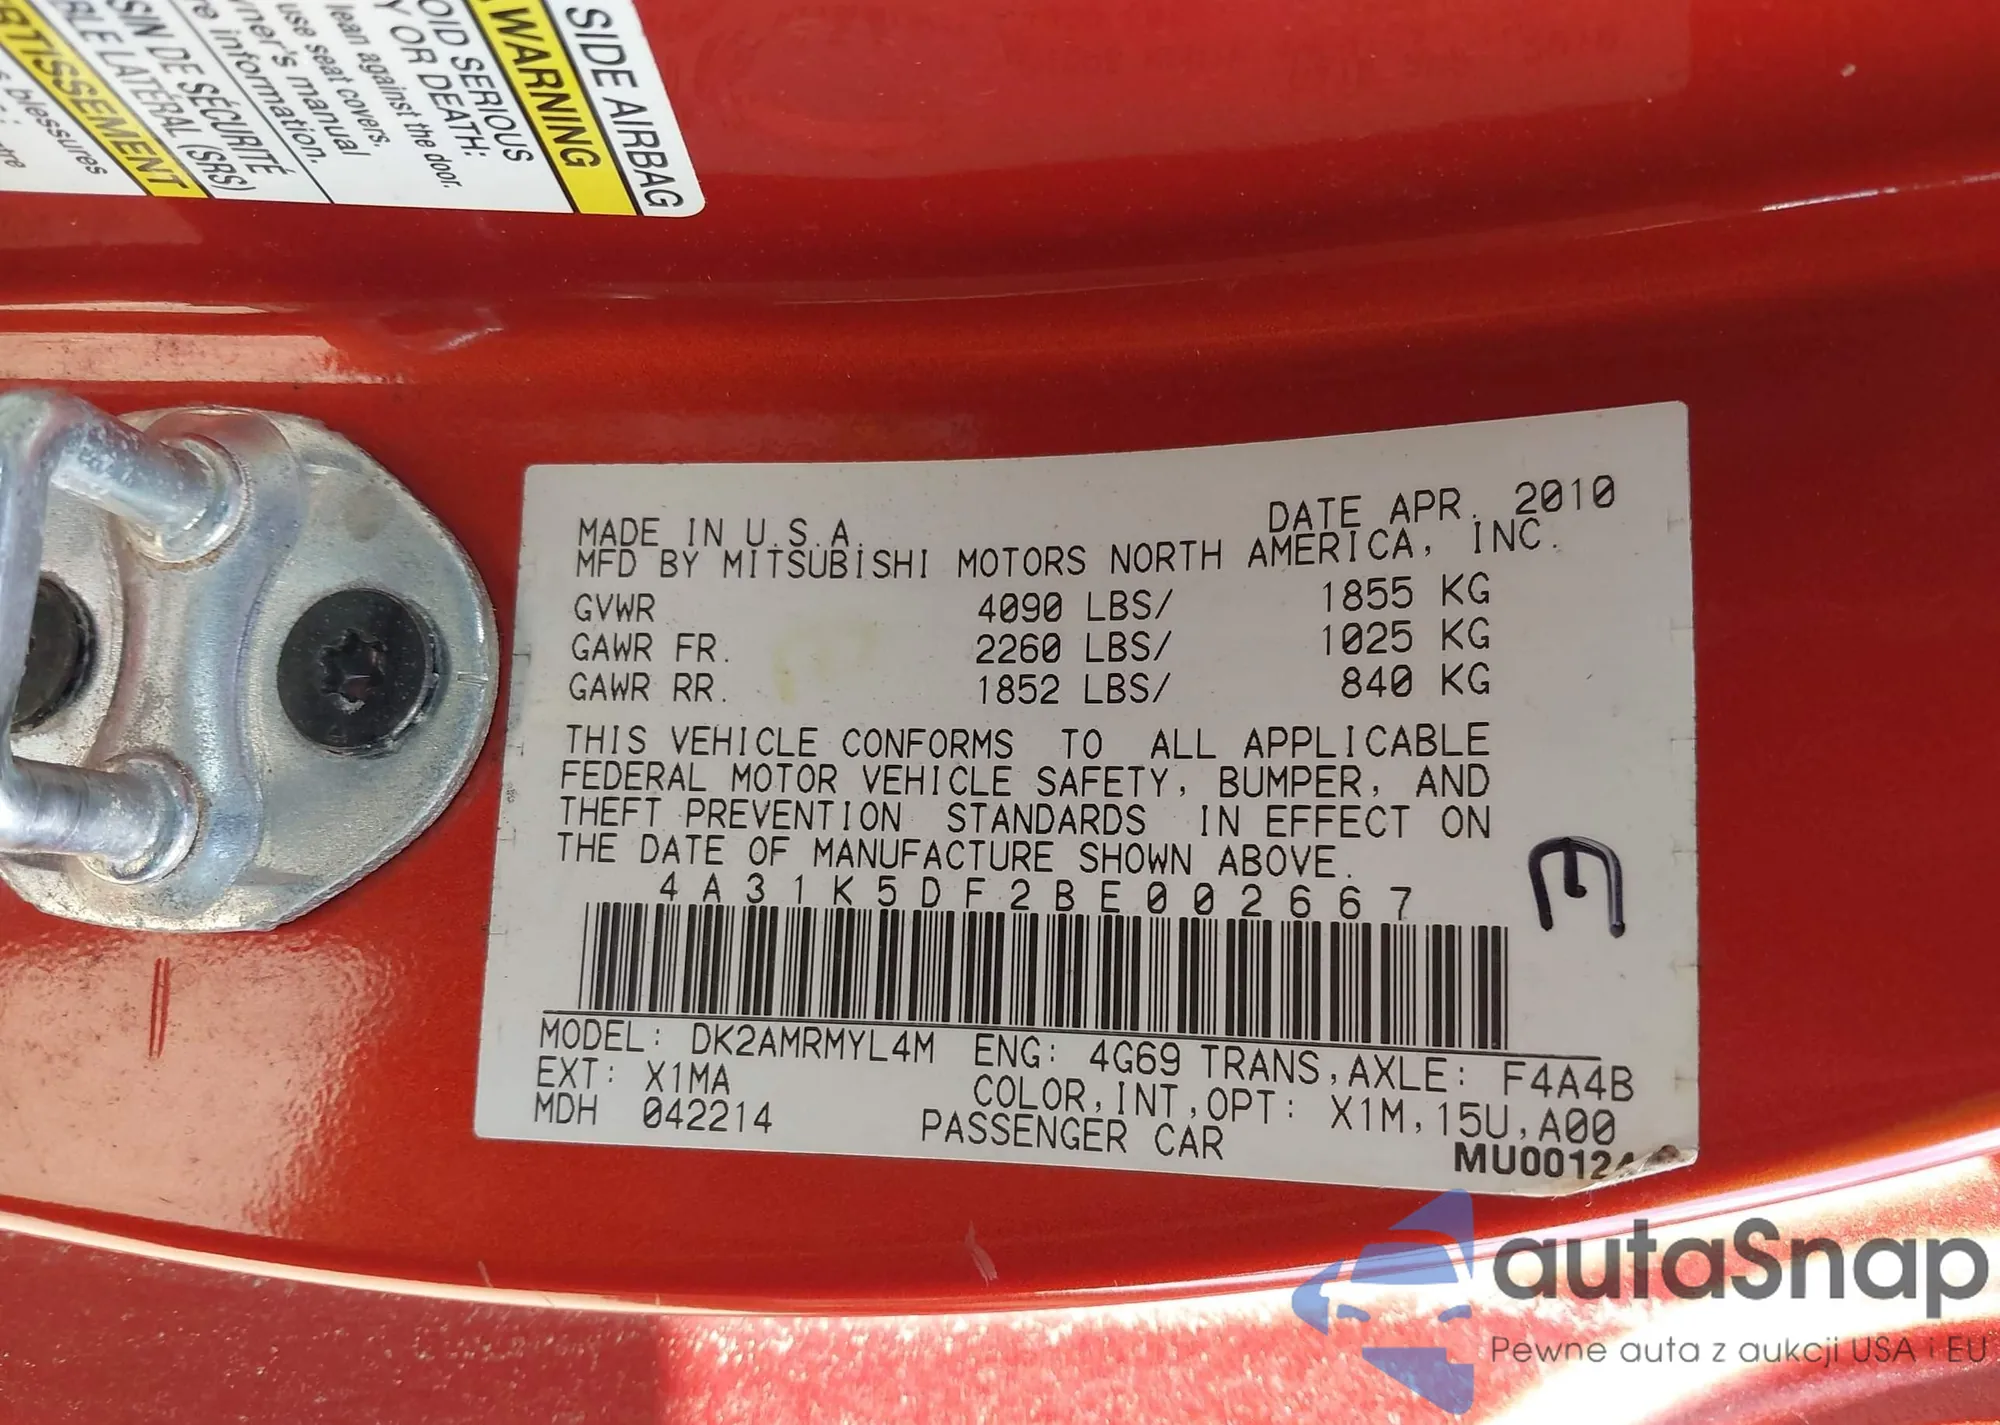 SIDE AIRBAG
WARNING
OID SERIOUS
Y OR DEATH:
lean against the door.
use seat covers.
ner's manual
re information.
SIN DE SÉCURITÉ
LE LATÉRAL (SRS)
RTISSEMENT
blessures
DATE APR. 2010
MADE IN U.S.A.
MFD BY MITSUBISHI MOTORS NORTH AMERICA, INC.
GVWR 4090 LBS/ 1855 KG
GAWR FR. 2260 LBS/ 1025 KG
GAWR RR. 1852 LBS/ 840 KG
THIS VEHICLE CONFORMS TO ALL APPLICABLE
FEDERAL MOTOR VEHICLE SAFETY, BUMPER, AND
THEFT PREVENTION STANDARDS IN EFFECT ON
THE DATE OF MANUFACTURE SHOWN ABOVE.
4A31K5DF2BE002667
MODEL: DK2AMRMYL4M ENG: 4G69 TRANS,AXLE: F4A4B
EXT: X1MA COLOR,INT,OPT: X1M,15U,A00
MDH 042214 PASSENGER CAR
MU00124
autaSnap
Pewne auta z aukcji USA i EU